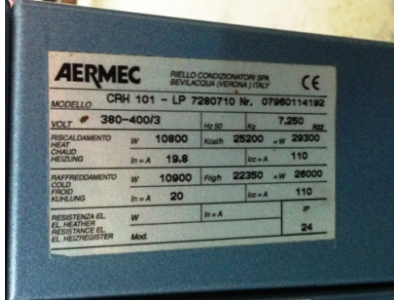 AERMEC
RIELLO CONDIZIONATORI SPA
BEVILACQUA (VERONA) ITALY
CE
MODELLO CRH 101 - LP 7280710 Nr. 07960114192
VOLT 380-400/3 Hz 50 Kg 7.250
RISCALDAMENTO
HEAT
CHAUD
HEIZUNG
W 10800 Kcal/h 25200 =W 29300
In = A 19.8 Icc = A 110
RAFFREDDAMENTO
COLD
FROID
KUHLUNG
W 10900 Frig/h 22350 =W 26000
In = A 20 Icc = A 110
RESISTENZA EL.
EL. HEATHER
RESISTANCE EL.
EL. HEIZREGISTER
W In = A IP
Mod. 24